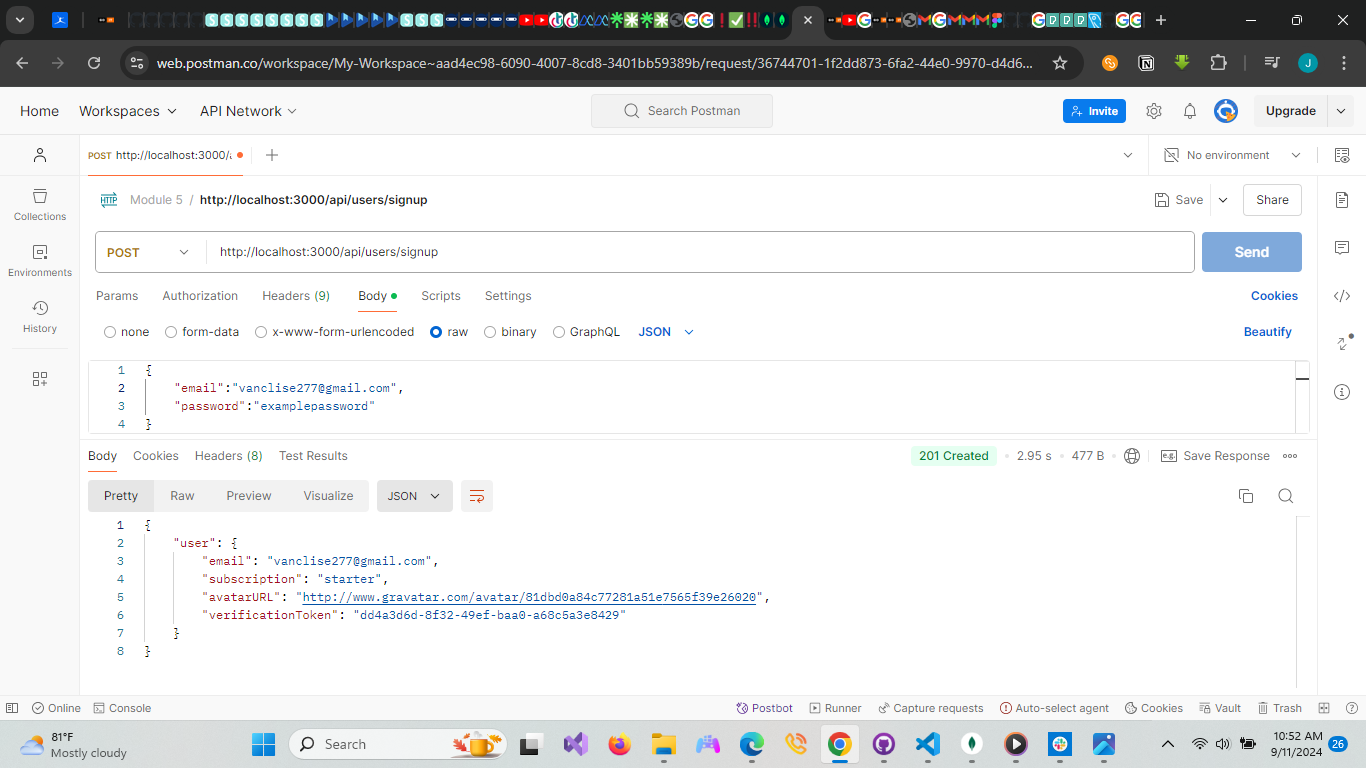 web.postman.co/workspace/My-Workspace~aad4ec98-6090-4007-8cd8-3401bb59389b/request/36744701-1f2dd873-6fa2-44e0-9970-d4d6...
J
Home Workspaces API Network Search Postman Invite Upgrade
POST http://localhost:3000/a No environment
HTTP Module 5 / http://localhost:3000/api/users/signup Save Share
POST http://localhost:3000/api/users/signup Send
Collections
Environments
History
Params Authorization Headers (9) Body Scripts Settings Cookies
none form-data x-www-form-urlencoded raw binary GraphQL JSON Beautify
1 {
2 "email":"vanclise277@gmail.com",
3 "password":"examplepassword"
4 }
Body Cookies Headers (8) Test Results 201 Created 2.95 s 477 B e.g. Save Response
Pretty Raw Preview Visualize JSON
1 {
2 "user": {
3 "email": "vanclise277@gmail.com",
4 "subscription": "starter",
5 "avatarURL": "http://www.gravatar.com/avatar/81dbd0a84c77281a51e7565f39e26020",
6 "verificationToken": "dd4a3d6d-8f32-49ef-baa0-a68c5a3e8429"
7 }
8 }
Online Console Postbot Runner Capture requests Auto-select agent Cookies Vault Trash
81°F
Mostly cloudy
Search
10:52 AM
9/11/2024
26